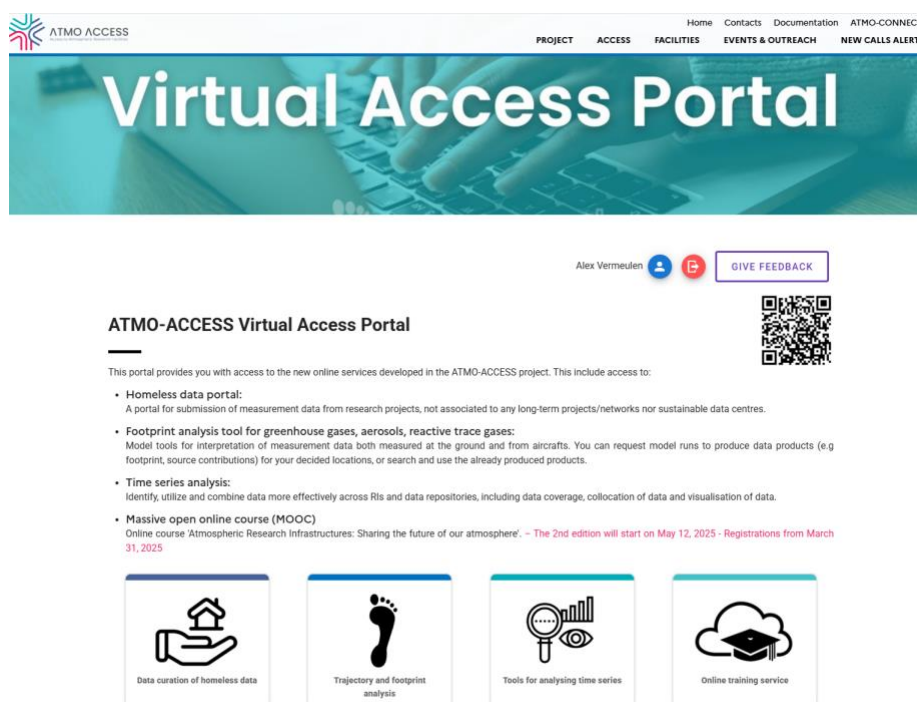 ATMO ACCESS
Home Contacts Documentation ATMO-CONNEC
PROJECT ACCESS FACILITIES EVENTS & OUTREACH NEW CALLS ALERT
Virtual Access Portal
Alex Vermeulen
GIVE FEEDBACK
ATMO-ACCESS Virtual Access Portal
This portal provides you with access to the new online services developed in the ATMO-ACCESS project. This include access to:
• Homeless data portal:
A portal for submission of measurement data from research projects, not associated to any long-term projects/networks nor sustainable data centres.
• Footprint analysis tool for greenhouse gases, aerosols, reactive trace gases:
Model tools for interpretation of measurement data both measured at the ground and from aircrafts. You can request model runs to produce data products (e.g
footprint, source contributions) for your decided locations, or search and use the already produced products.
• Time series analysis:
Identify, utilize and combine data more effectively across RIs and data repositories, including data coverage, collocation of data and visualisation of data.
• Massive open online course (MOOC)
Online course 'Atmospheric Research Infrastructures: Sharing the future of our atmosphere'. – The 2nd edition will start on May 12, 2025 - Registrations from March
31, 2025
Data curation of homeless data
Trajectory and footprint
analysis
Tools for analysing time series
Online training service